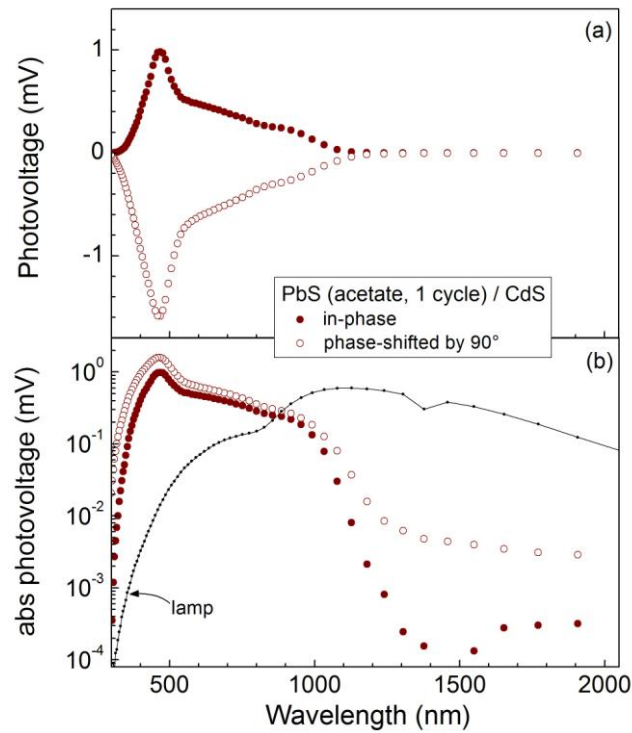 (a)
1
0
-1
Photovoltage (mV)
PbS (acetate, 1 cycle) / CdS
in-phase
phase-shifted by 90°
(b)
10⁰
10⁻¹
10⁻²
10⁻³
10⁻⁴
abs photovoltage (mV)
lamp
500 1000 1500 2000
Wavelength (nm)